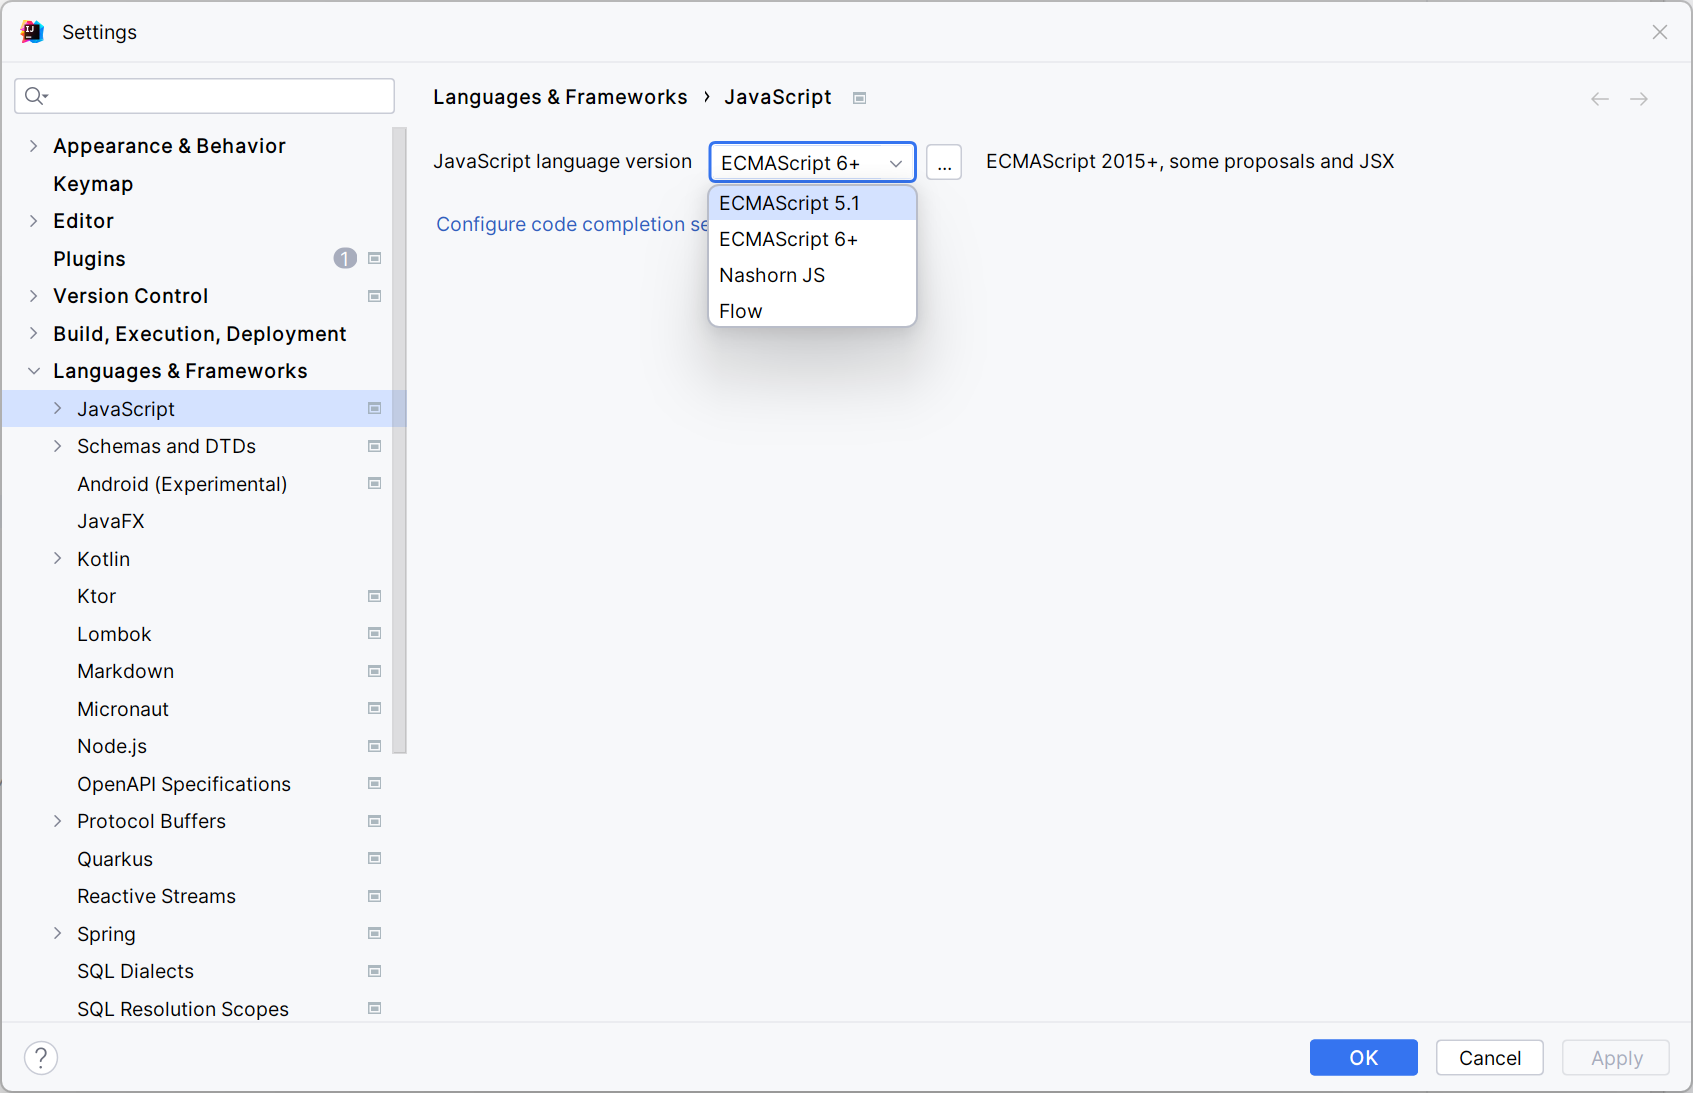 Settings
Languages & Frameworks › JavaScript
Appearance & Behavior
Keymap
Editor
Plugins 1
Version Control
Build, Execution, Deployment
Languages & Frameworks
JavaScript
Schemas and DTDs
Android (Experimental)
JavaFX
Kotlin
Ktor
Lombok
Markdown
Micronaut
Node.js
OpenAPI Specifications
Protocol Buffers
Quarkus
Reactive Streams
Spring
SQL Dialects
SQL Resolution Scopes
JavaScript language version ECMAScript 6+ ... ECMAScript 2015+, some proposals and JSX
Configure code completion se
ECMAScript 5.1
ECMAScript 6+
Nashorn JS
Flow
? OK Cancel Apply